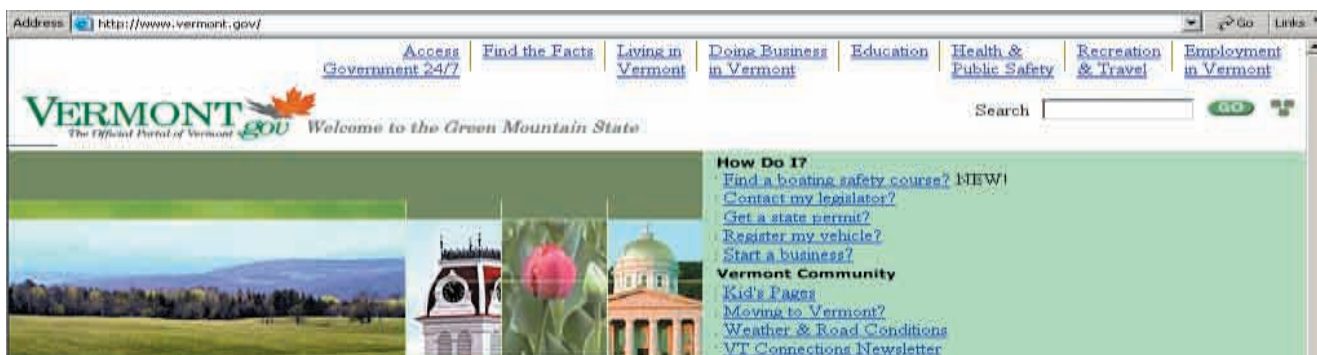 Address http://www.vermont.gov/ Go Links
Access Government 24/7
Find the Facts
Living in Vermont
Doing Business in Vermont
Education
Health & Public Safety
Recreation & Travel
Employment in Vermont
VERMONT.gov
The Official Portal of Vermont
Welcome to the Green Mountain State
Search GO
How Do I?
Find a boating safety course? NEW!
Contact my legislator?
Get a state permit?
Register my vehicle?
Start a business?
Vermont Community
Kid's Pages
Moving to Vermont?
Weather & Road Conditions
VT Connections Newsletter